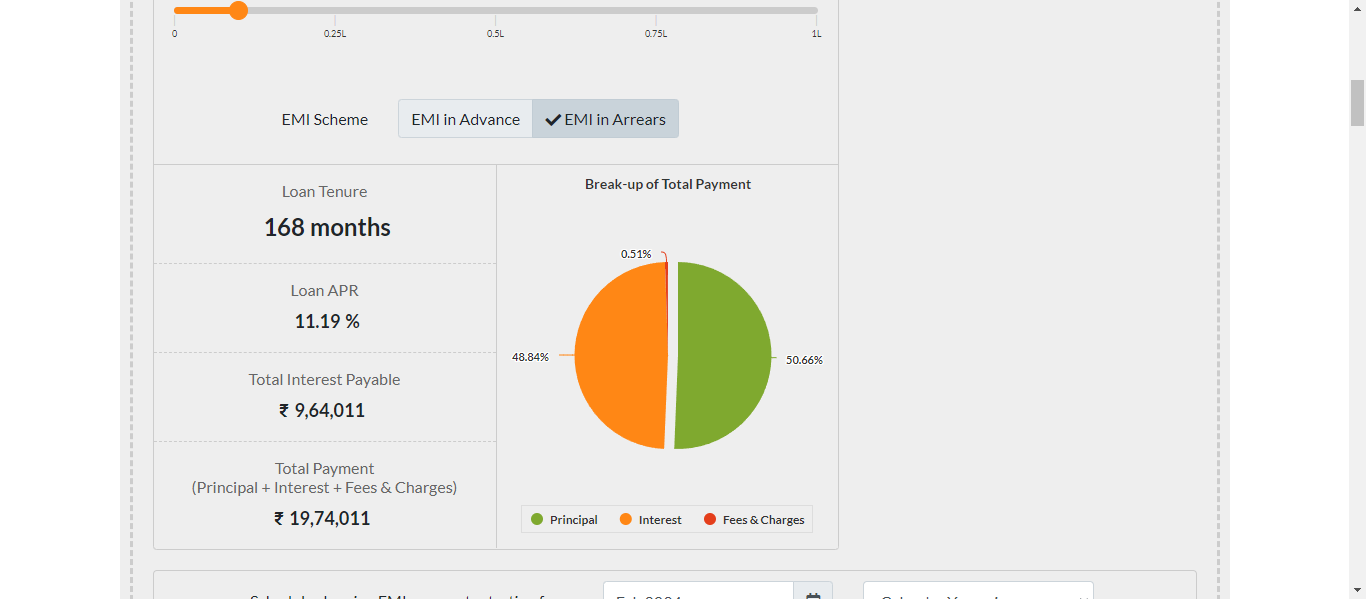 0 0.25L 0.5L 0.75L 1L
EMI Scheme EMI in Advance EMI in Arrears
Loan Tenure
168 months
Loan APR
11.19 %
Total Interest Payable
₹ 9,64,011
Total Payment
(Principal + Interest + Fees & Charges)
₹ 19,74,011
Break-up of Total Payment
0.51%
48.84%
50.66%
Principal Interest Fees & Charges